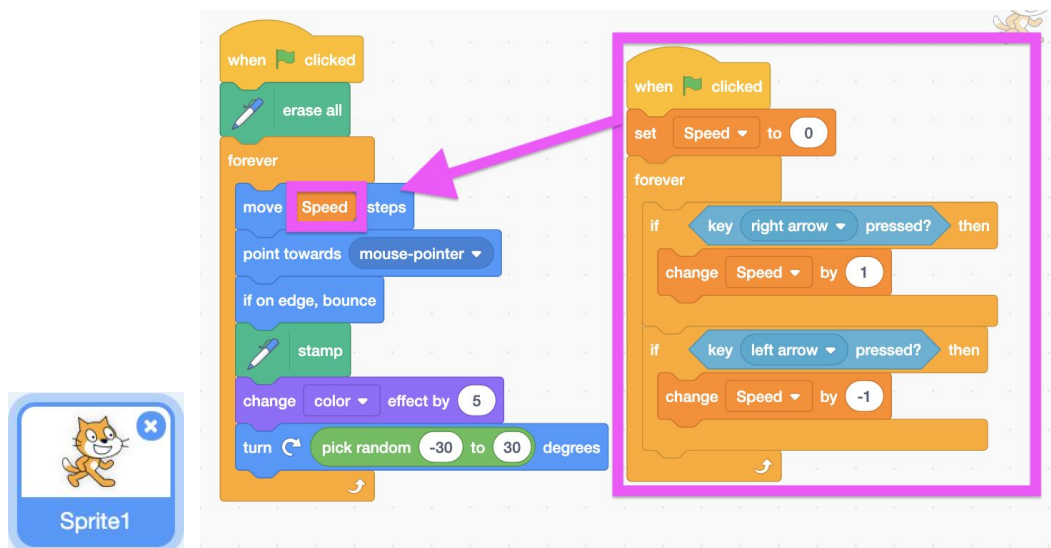 when clicked
erase all
forever
move Speed steps
point towards mouse-pointer
if on edge, bounce
stamp
change color effect by 5
turn pick random -30 to 30 degrees
when clicked
set Speed to 0
forever
if key right arrow pressed? then
change Speed by 1
if key left arrow pressed? then
change Speed by -1
Sprite1